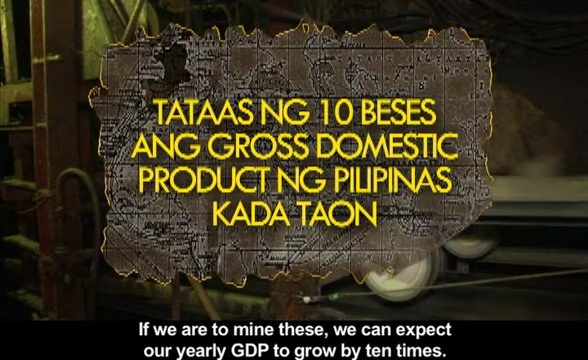 TATAAS NG 10 BESES
ANG GROSS DOMESTIC
PRODUCT NG PILIPINAS
KADA TAON
If we are to mine these, we can expect
our yearly GDP to grow by ten times.